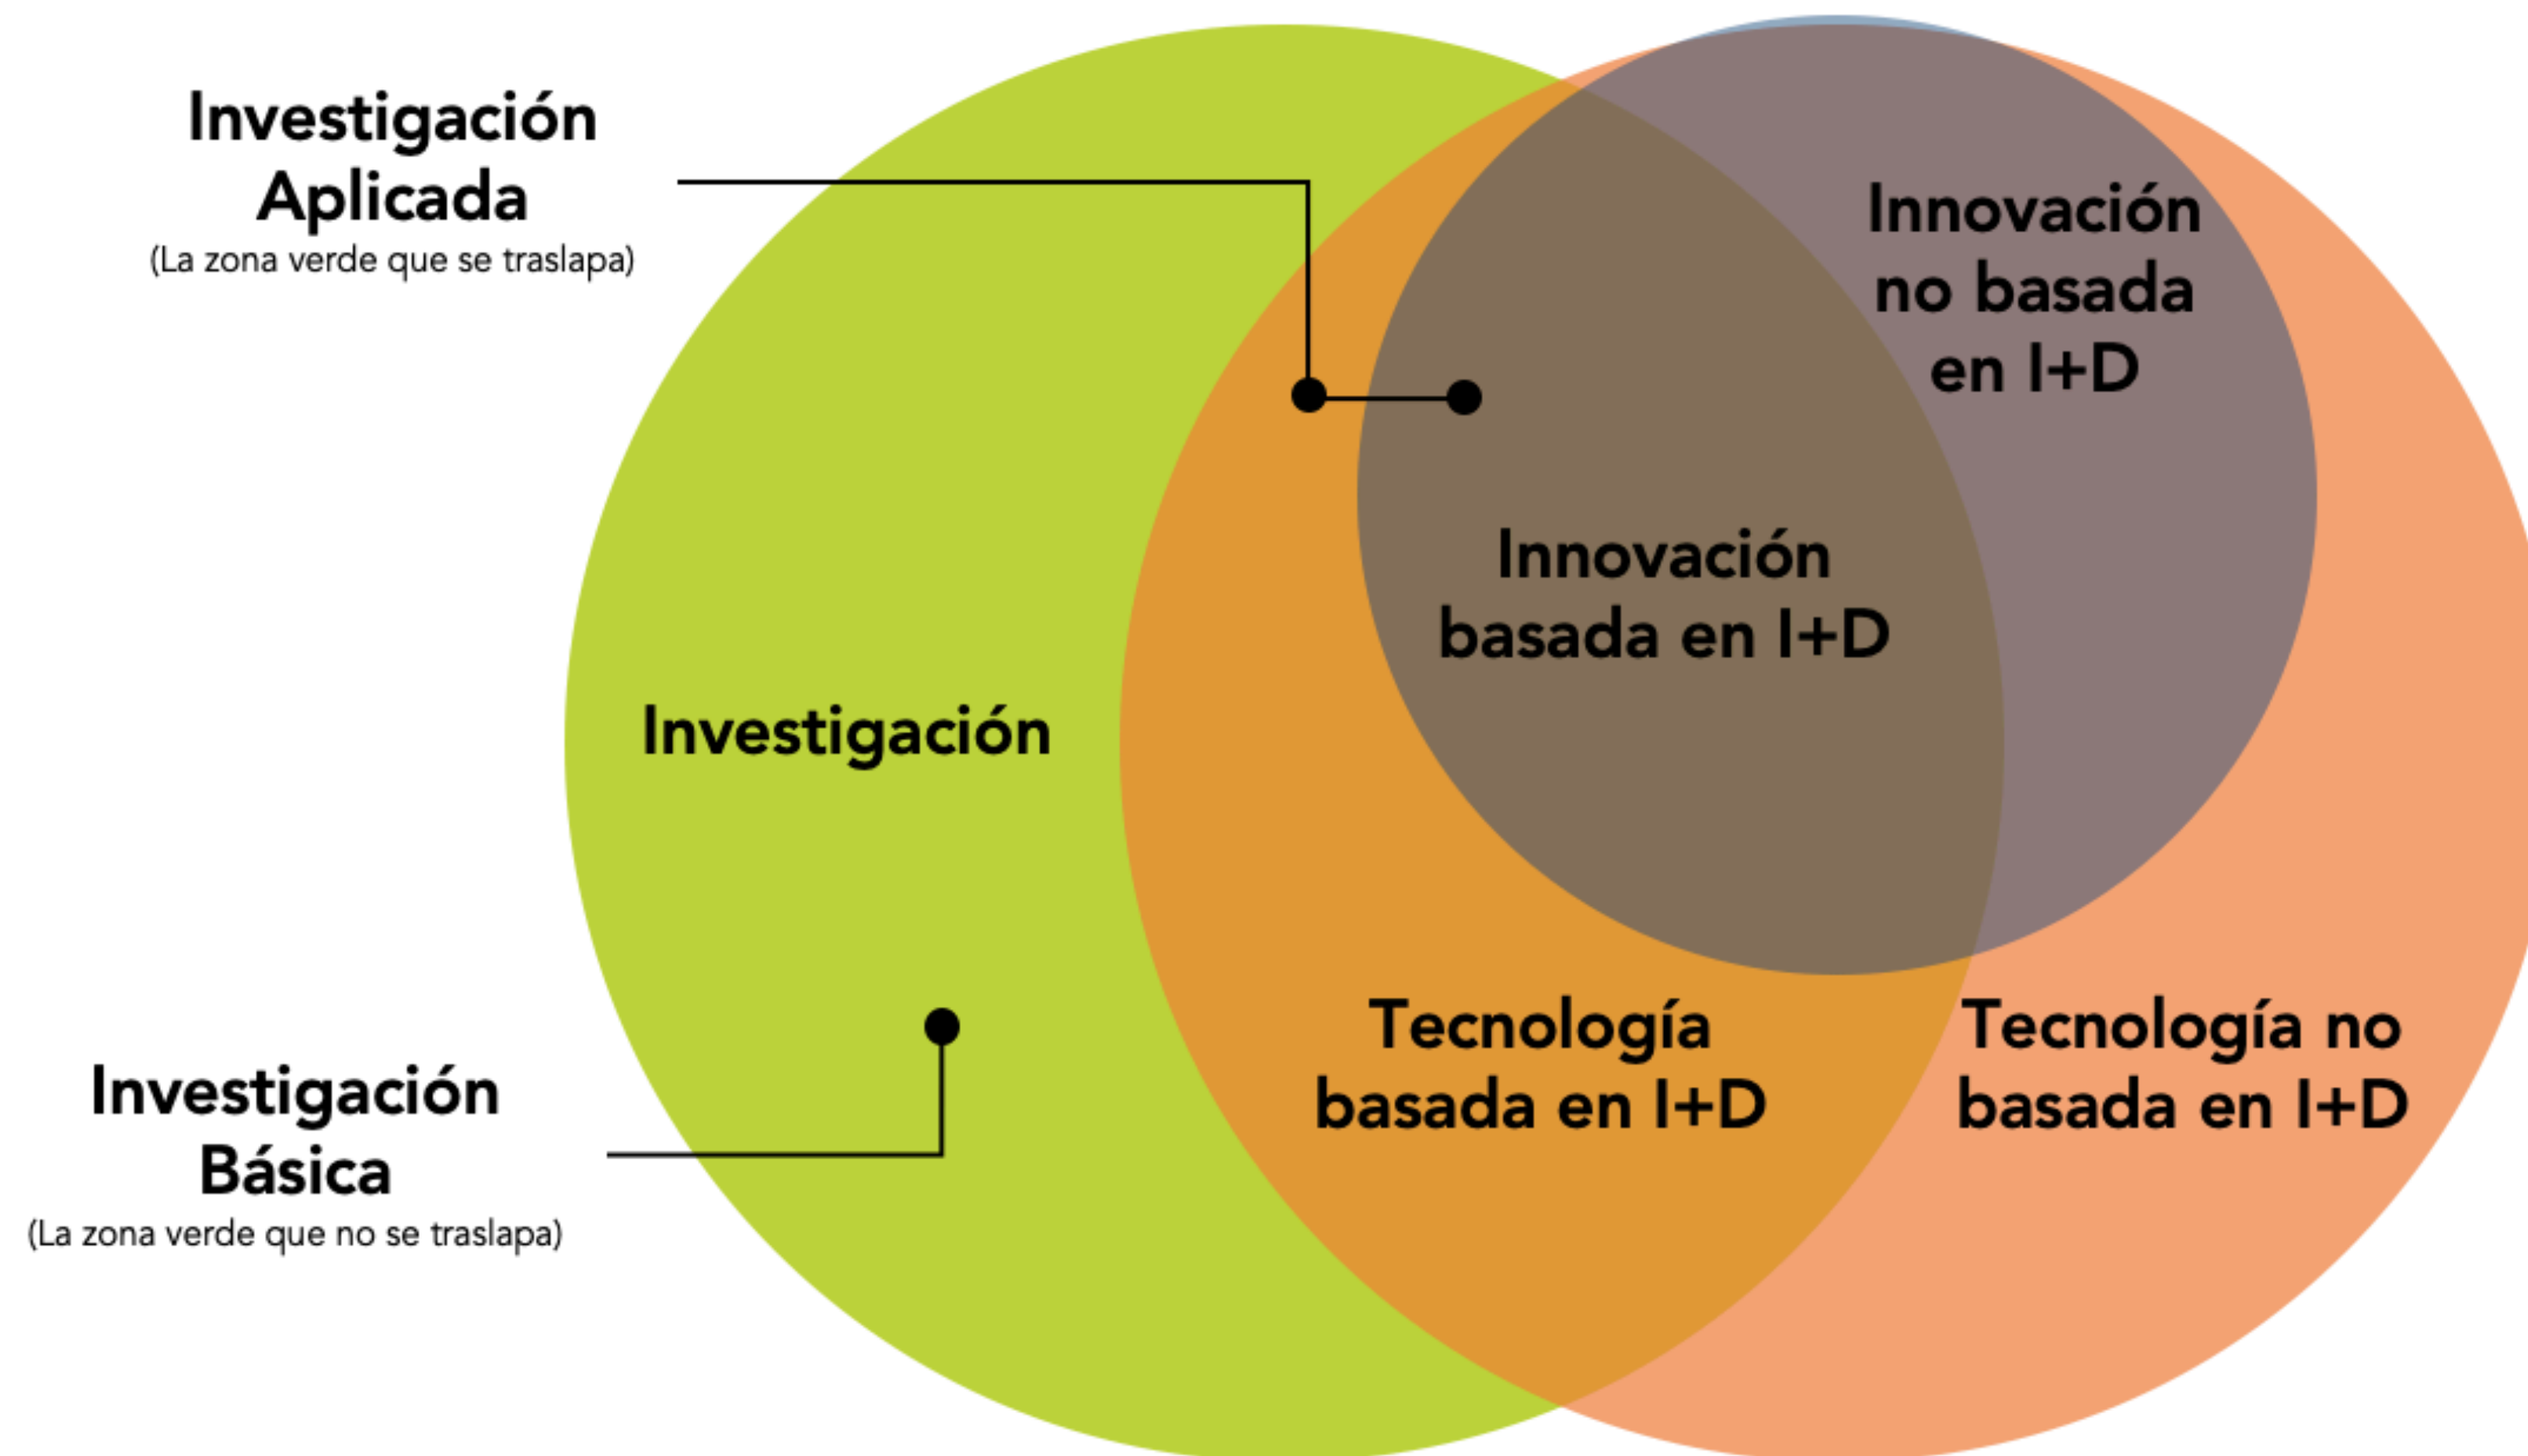 Investigación
Aplicada
(La zona verde que se traslapa)
Innovación
no basada
en I+D
Innovación
basada en I+D
Investigación
Tecnología
basada en I+D
Tecnología no
basada en I+D
Investigación
Básica
(La zona verde que no se traslapa)